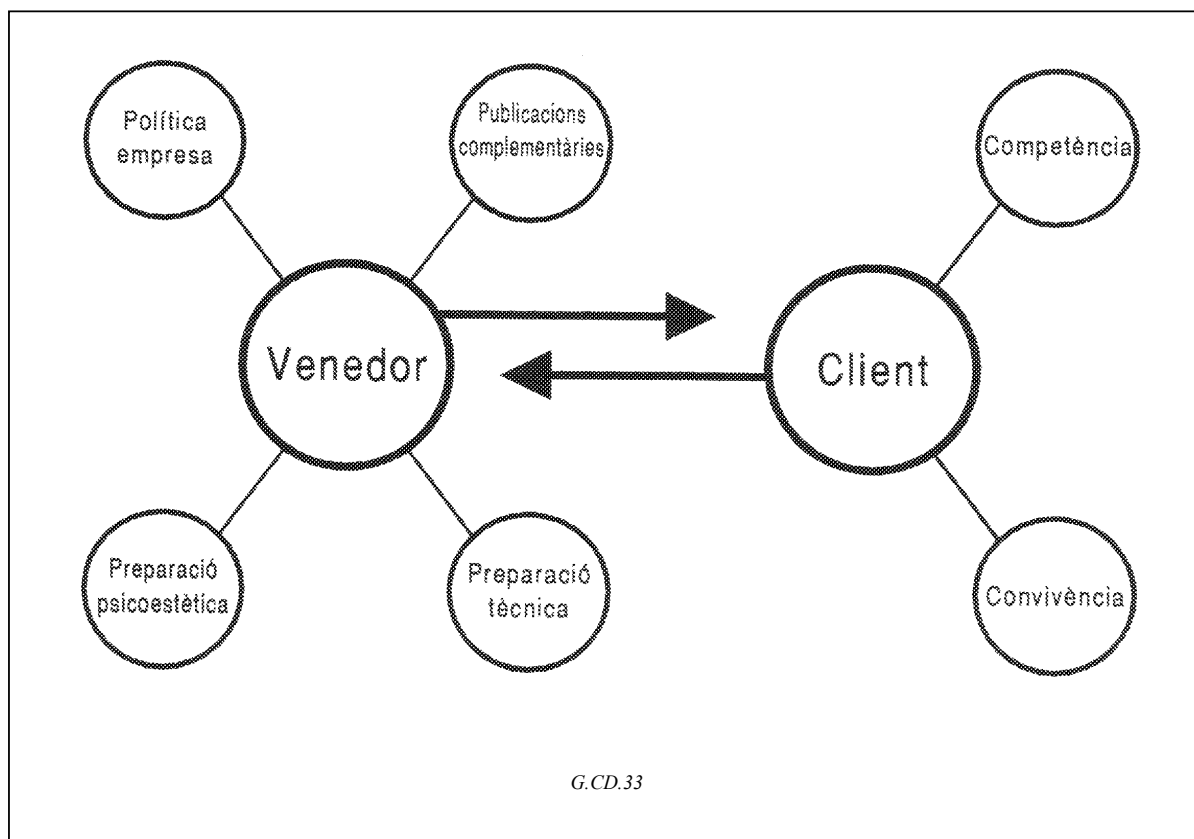 Política
empresa
Publicacions
complementàries
Competència
Venedor
Client
Preparació
psicoestètica
Preparació
tècnica
Convivència
G.CD.33